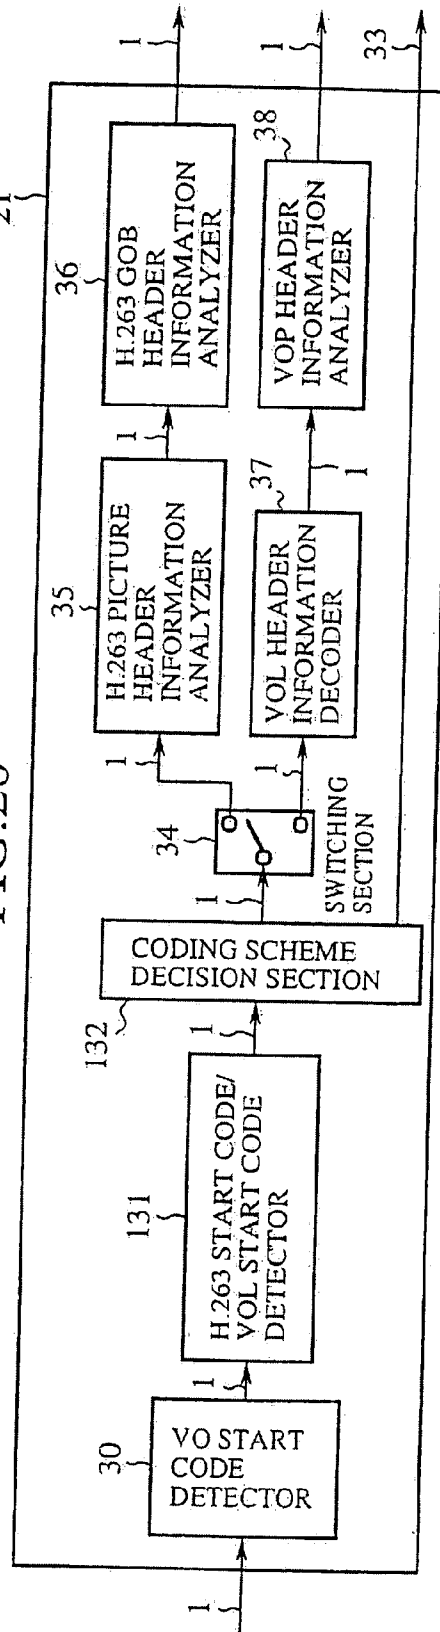 21
1
30
VO START
CODE
DETECTOR
1
131
H.263 START CODE/
VOL START CODE
DETECTOR
1
132
CODING SCHEME
DECISION SECTION
1
34
SWITCHING
SECTION
1
35
H.263 PICTURE
HEADER
INFORMATION
ANALYZER
1
36
H.263 GOB
HEADER
INFORMATION
ANALYZER
1
1
37
VOL HEADER
INFORMATION
DECODER
1
38
VOP HEADER
INFORMATION
ANALYZER
1
33